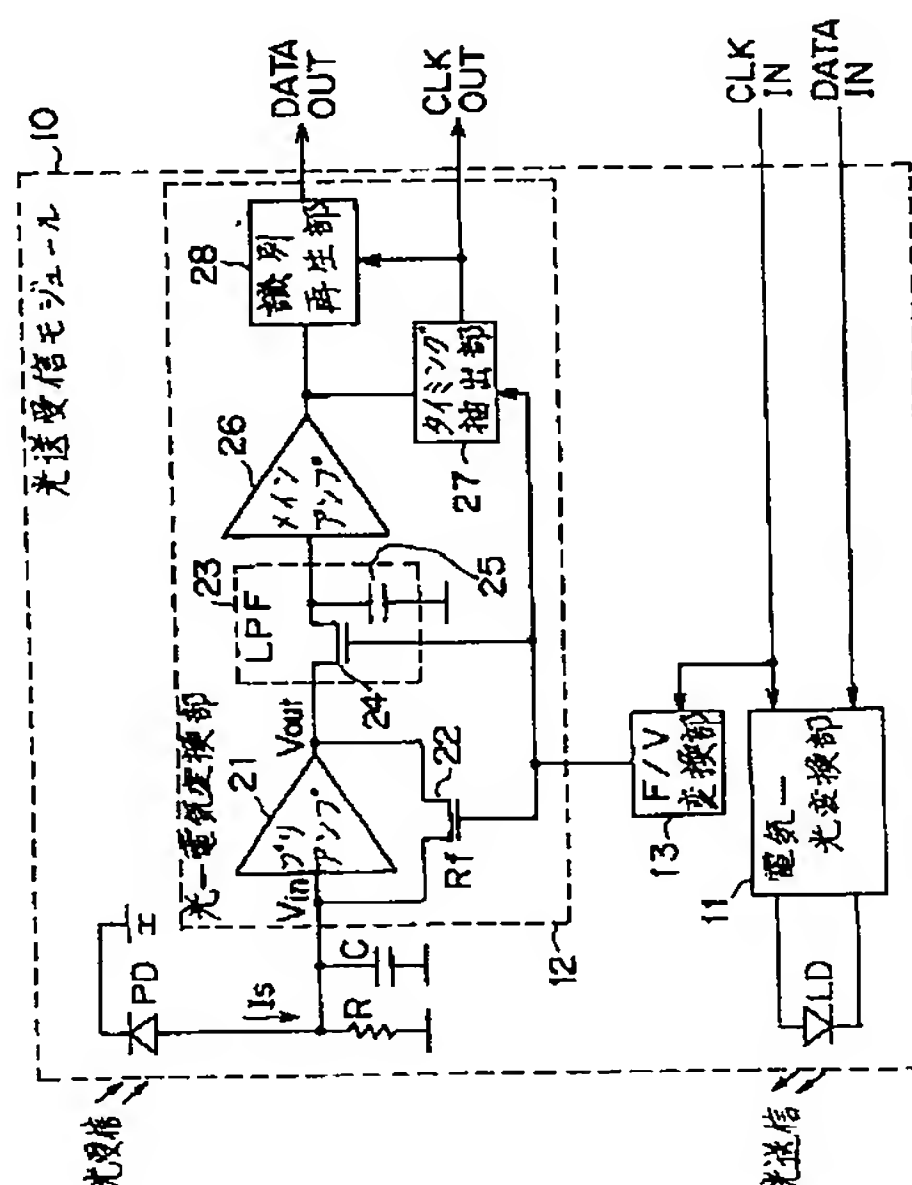 光送受信モジュール
10
光受信
PD
Is
R
C
光-電気変換部
Vin
21
プリ
アンプ
Vout
Rf
22
23
LPF
24
25
26
メイン
アンプ
28
識別
再生部
DATA
OUT
27
タイミング
抽出部
CLK
OUT
12
13
F/V
変換部
11
電気-
光変換部
CLK
IN
DATA
IN
LD
光送信